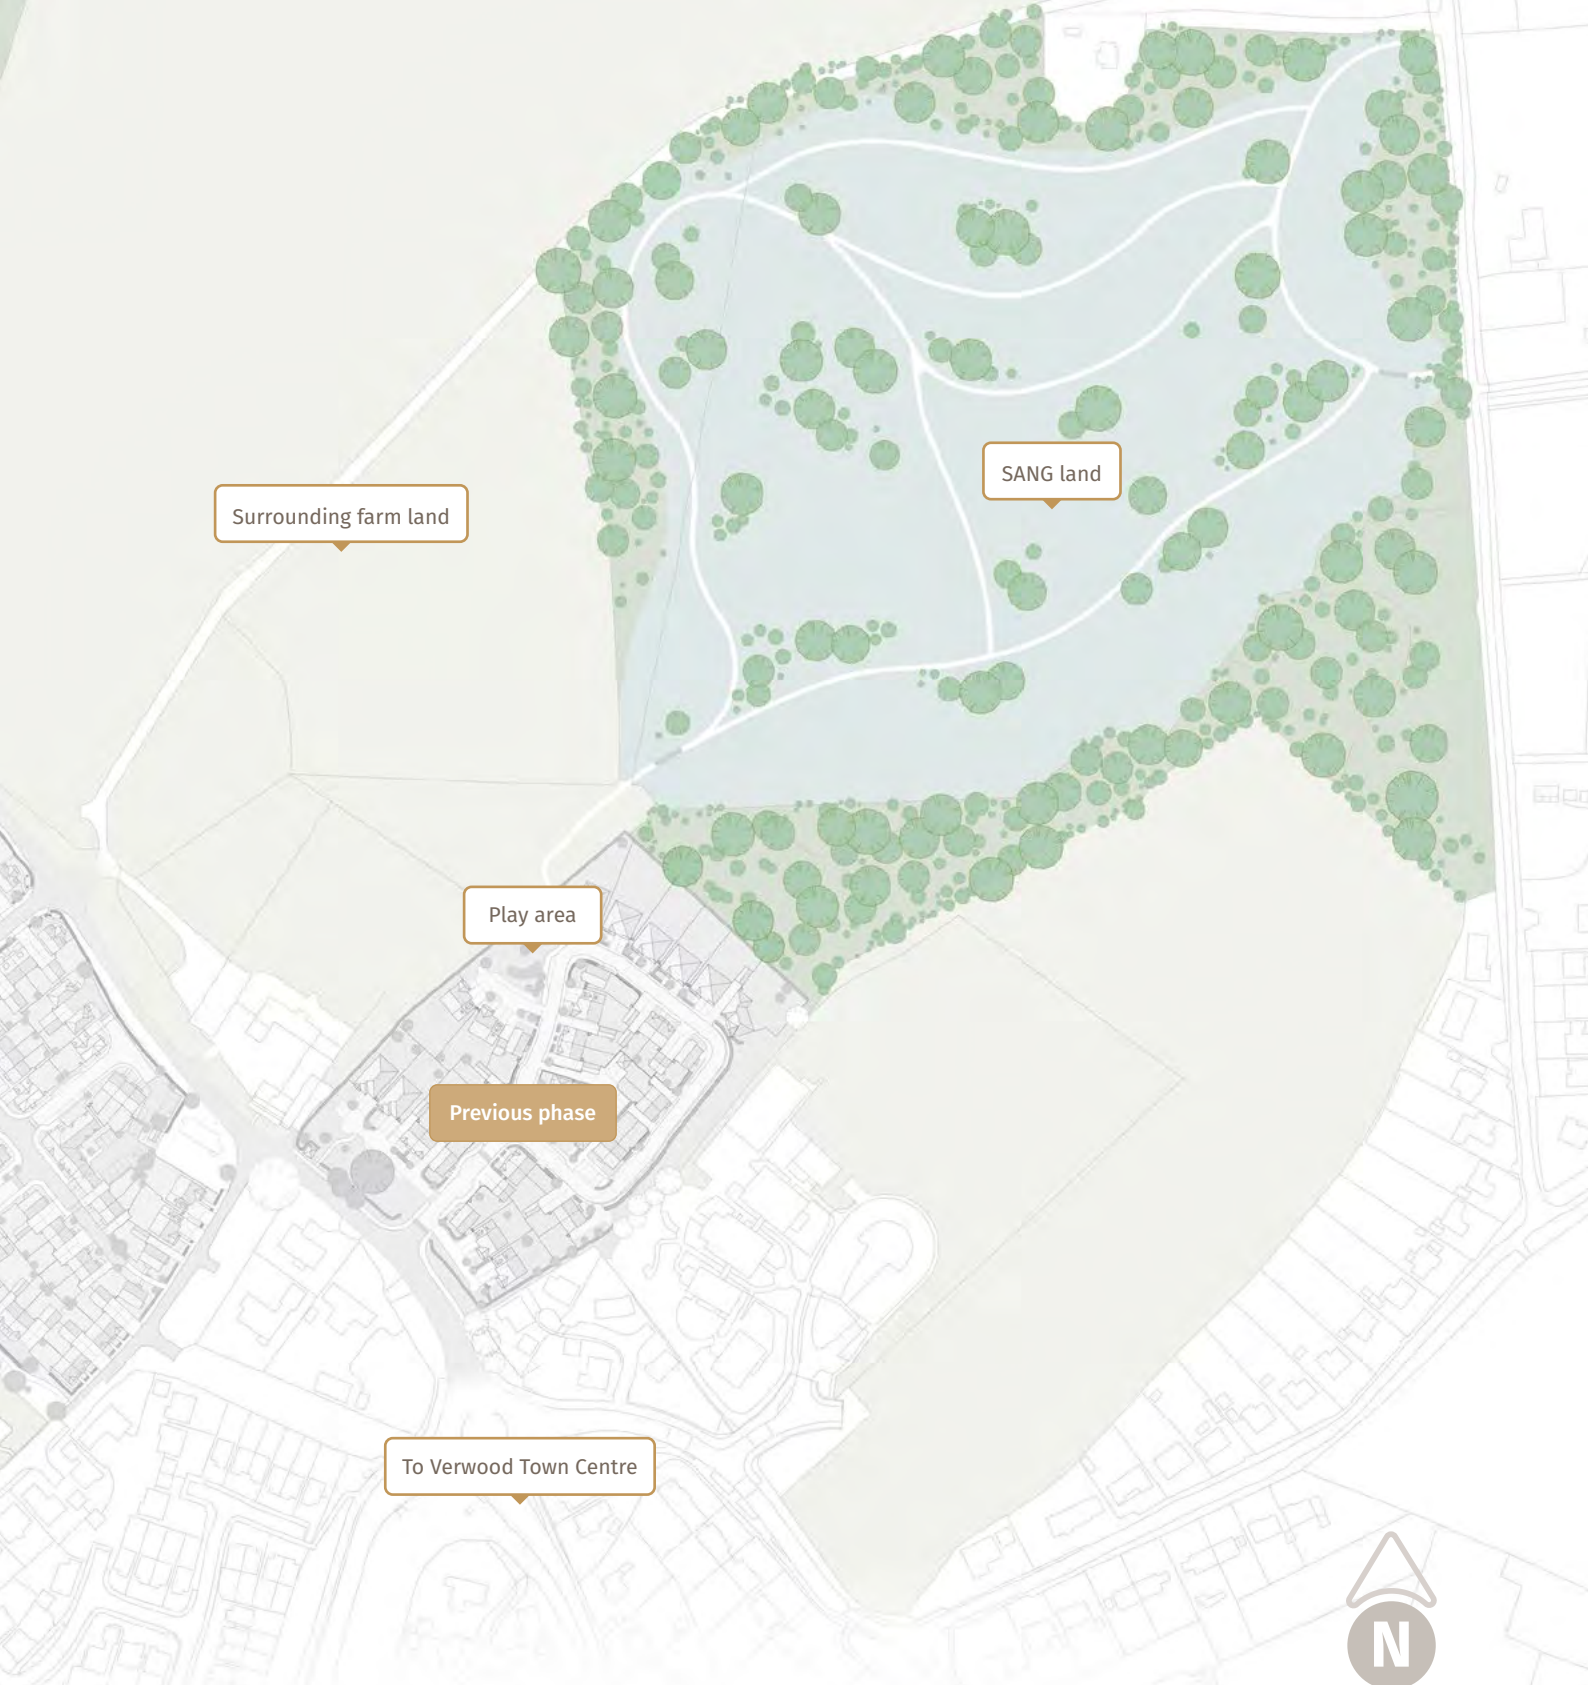 SANG land
Surrounding farm land
Play area
Previous phase
To Verwood Town Centre
N